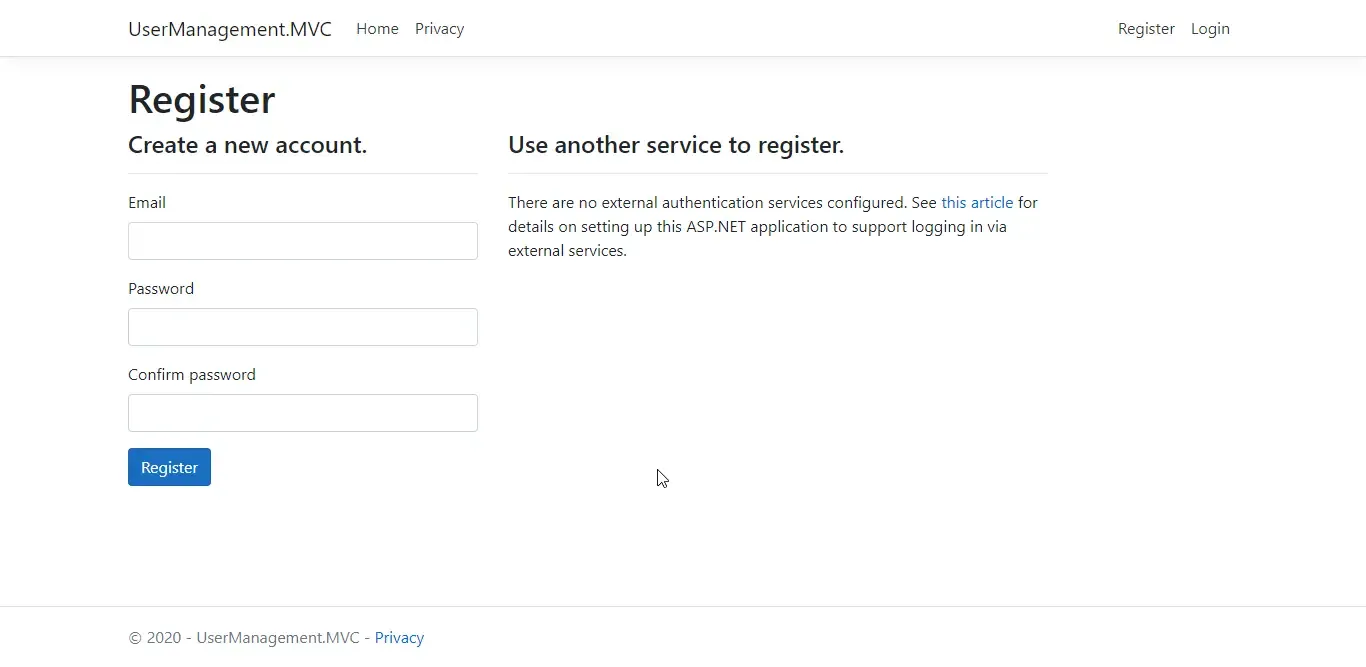 UserManagement.MVC Home Privacy Register Login
Register
Create a new account.
Email
Password
Confirm password
Register
Use another service to register.
There are no external authentication services configured. See this article for
details on setting up this ASP.NET application to support logging in via
external services.
© 2020 - UserManagement.MVC - Privacy